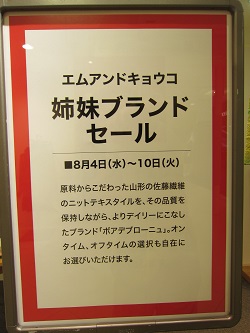 エムアンドキョウコ
姉妹ブランド
セール
■8月4日(水)～10日(火)
原料からこだわった山形の佐藤繊維
のニットテキスタイルを、その品質を
保持しながら、よりデイリーにこなし
たブランド「ボアデブローニュ」。オン
タイム、オフタイムの選択も自在に
お選びいただけます。